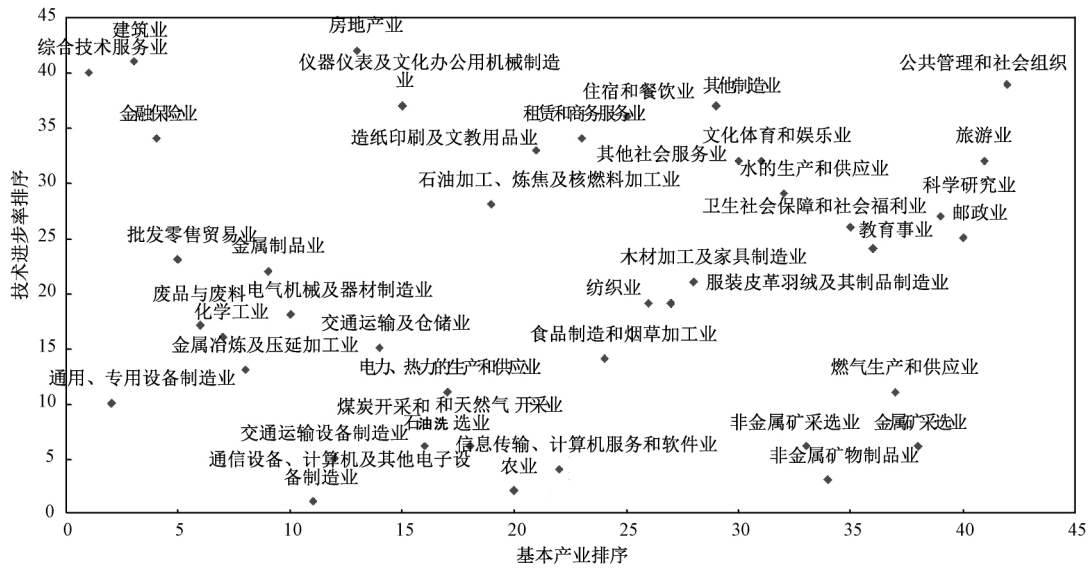 45
40
35
30
25
20
15
10
5
0
技术进步率排序
建筑业
综合技术服务业
房地产业
仪器仪表及文化办公用机械制造
业
住宿和餐饮业
其他制造业
公共管理和社会组织
金融保险业
租赁和商务服务业
造纸印刷及文教用品业
其他社会服务业
文化体育和娱乐业
旅游业
水的生产和供应业
石油加工、炼焦及核燃料加工业
科学研究业
卫生社会保障和社会福利业
邮政业
教育事业
批发零售贸易业
金属制品业
木材加工及家具制造业
废品与废料
电气机械及器材制造业
纺织业
服装皮革羽绒及其制品制造业
化学工业
交通运输及仓储业
食品制造和烟草加工业
金属冶炼及压延加工业
电力、热力的生产和供应业
燃气生产和供应业
通用、专用设备制造业
煤炭开采和
和天然气 开采业
石油洗 选业
非金属矿采选业
金属矿采选业
交通运输设备制造业
信息传输、计算机服务和软件业
通信设备、计算机及其他电子设
备制造业
农业
非金属矿物制品业
0 5 10 15 20 25 30 35 40 45
基本产业排序